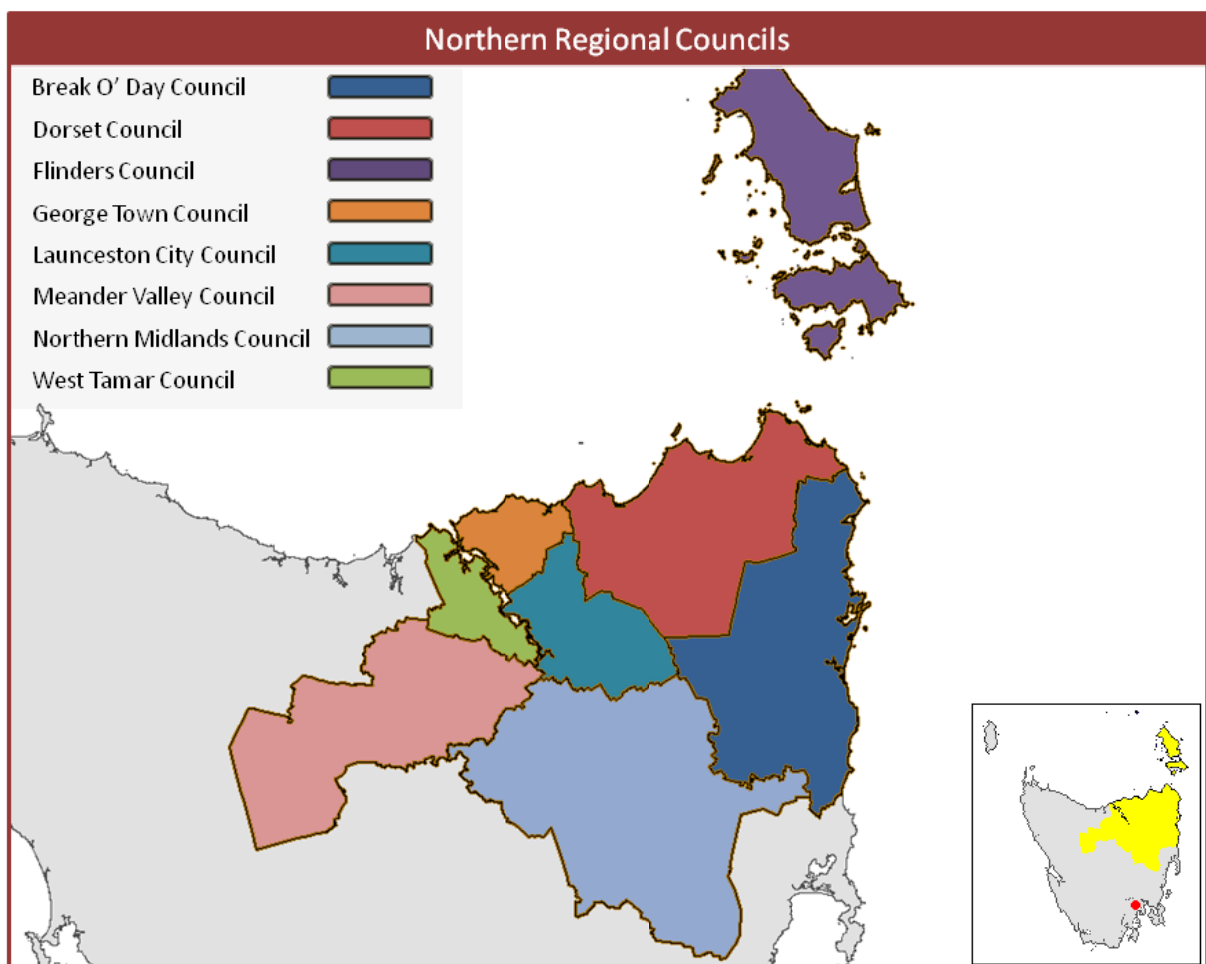 Northern Regional Councils
Break O’ Day Council
Dorset Council
Flinders Council
George Town Council
Launceston City Council
Meander Valley Council
Northern Midlands Council
West Tamar Council